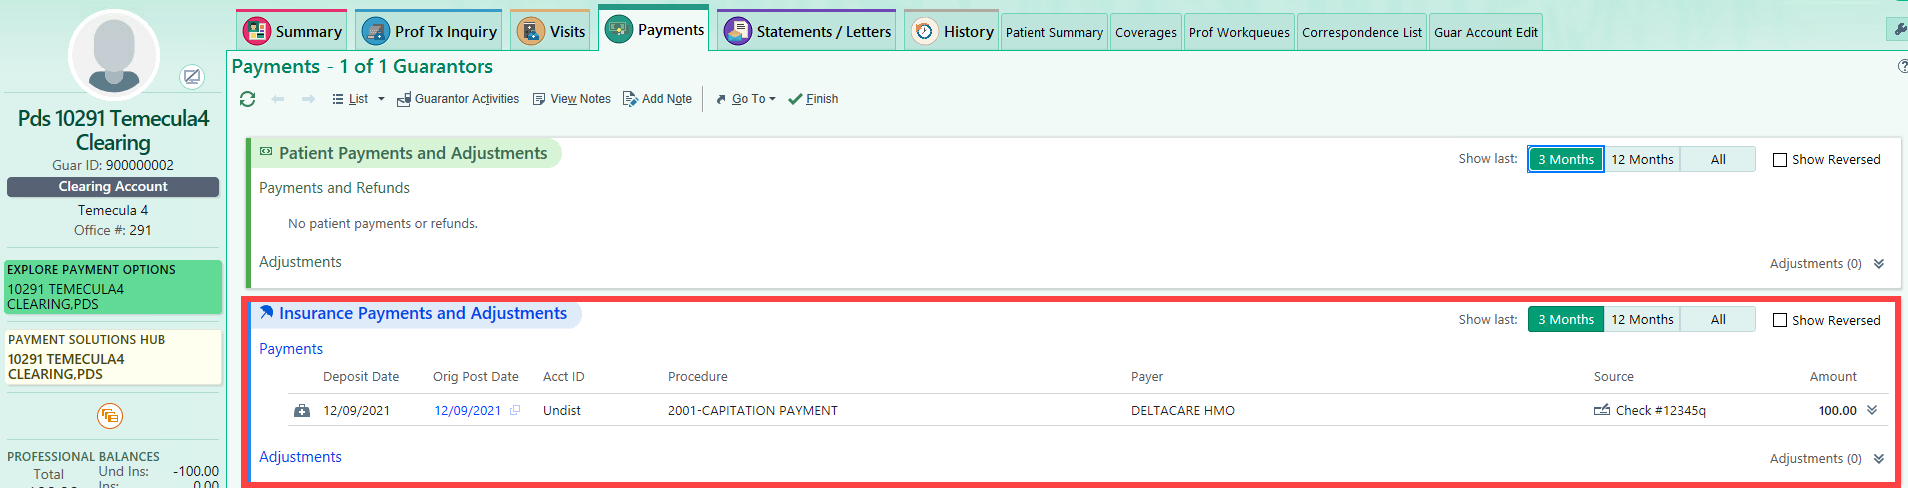 Summary
Prof Tx Inquiry
Visits
Payments
Statements / Letters
History
Patient Summary
Coverages
Prof Workqueues
Correspondence List
Guar Account Edit
Pds 10291 Temecula4
Clearing
Guar ID: 900000002
Clearing Account
Temecula 4
Office #: 291
EXPLORE PAYMENT OPTIONS
10291 TEMECULA4
CLEARING,PDS
PAYMENT SOLUTIONS HUB
10291 TEMECULA4
CLEARING,PDS
PROFESSIONAL BALANCES
Total Und Ins: -100.00
Ins: 0.00
Payments - 1 of 1 Guarantors
List Guarantor Activities View Notes Add Note Go To Finish
Patient Payments and Adjustments Show last: 3 Months 12 Months All Show Reversed
Payments and Refunds
No patient payments or refunds.
Adjustments Adjustments (0)
Insurance Payments and Adjustments Show last: 3 Months 12 Months All Show Reversed
Payments
Deposit Date Orig Post Date Acct ID Procedure Payer Source Amount
12/09/2021 12/09/2021 Undist 2001-CAPITATION PAYMENT DELTACARE HMO Check #12345q 100.00
Adjustments Adjustments (0)